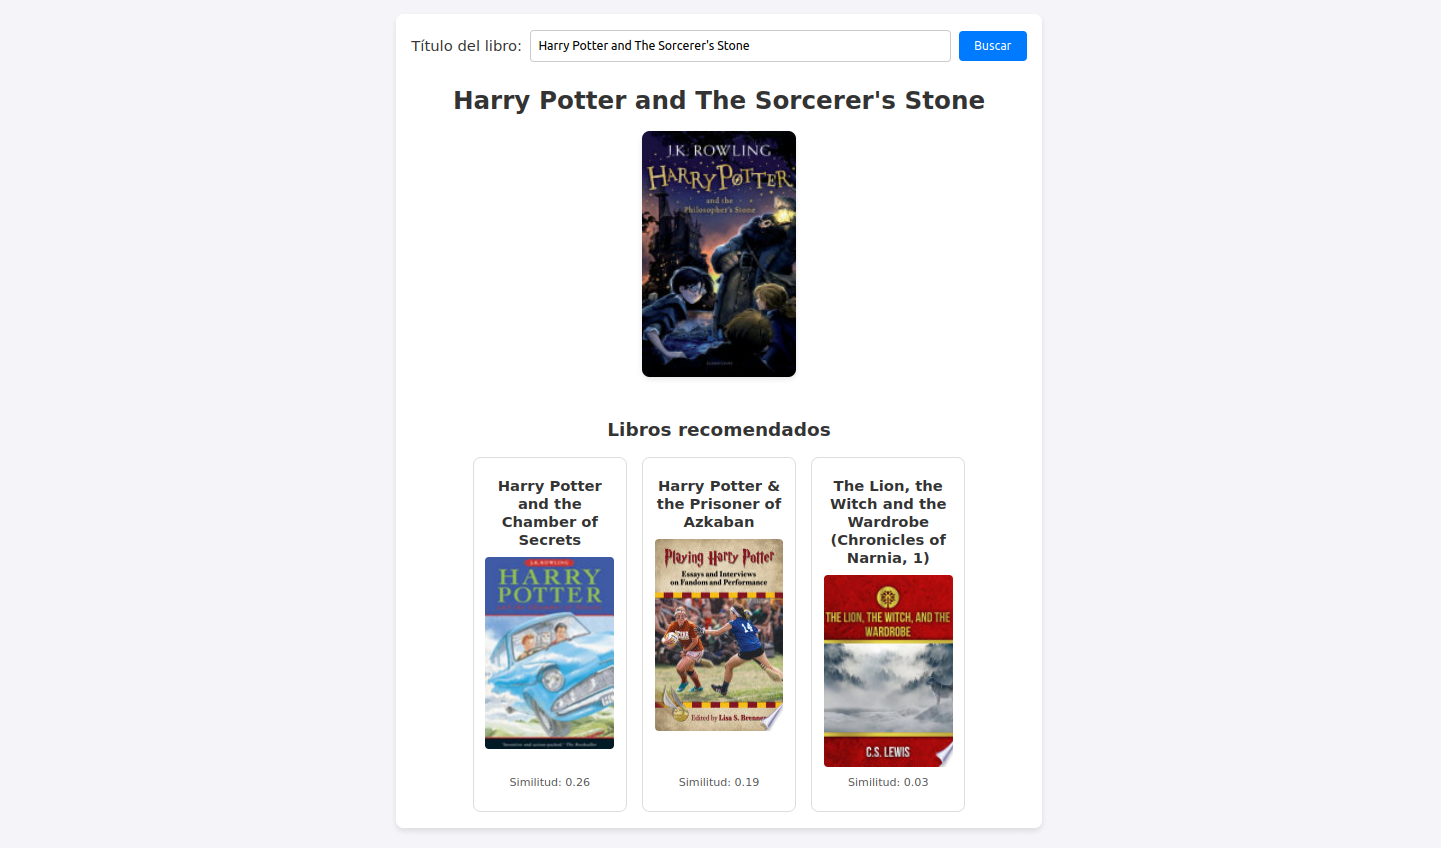 Título del libro: Harry Potter and The Sorcerer's Stone Buscar
Harry Potter and The Sorcerer's Stone
J.K. ROWLING
HARRY POTTER
and the
Philosopher's Stone
Libros recomendados
Harry Potter
and the
Chamber of
Secrets
J.K. ROWLING
HARRY
POTTER
Similitud: 0.26
Harry Potter &
the Prisoner of
Azkaban
Playing Harry Potter
Essays and Interviews
on Fandom and Performance
14
Edited by Lisa S. Brenner
Similitud: 0.19
The Lion, the
Witch and the
Wardrobe
(Chronicles of
Narnia, 1)
THE LION, THE WITCH, AND THE
WARDROBE
C.S. LEWIS
Similitud: 0.03